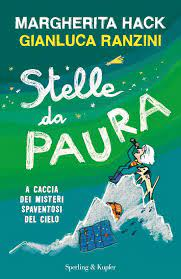 MARGHERITA HACK
GIANLUCA RANZINI
Stelle
da
PAURA
A CACCIA
DEI MISTERI
SPAVENTOSI
DEL CIELO
Sperling & Kupfer